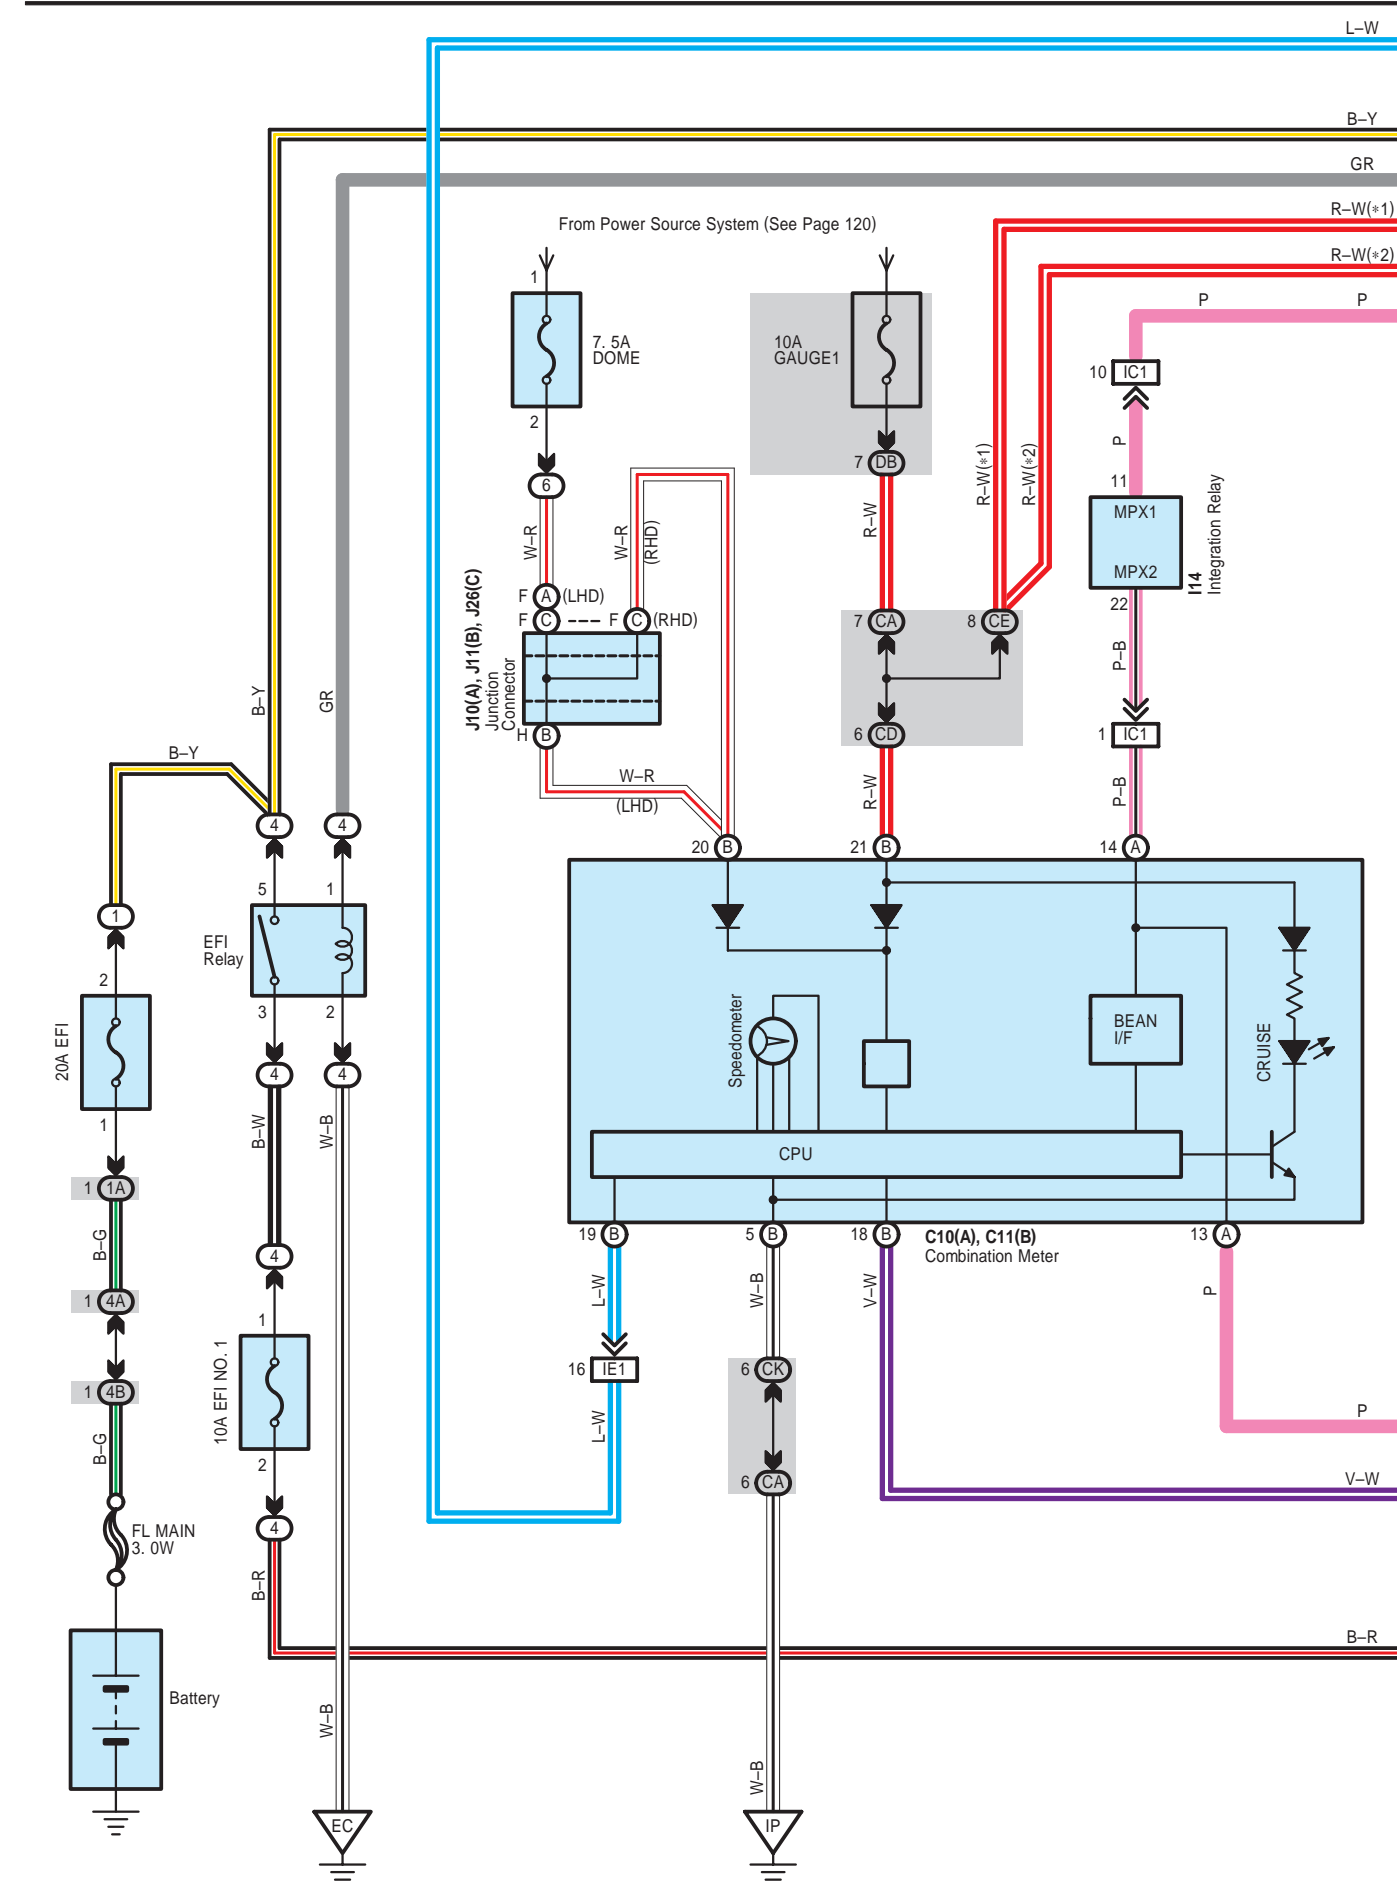 L–W
B–Y
GR
R–W(∗1)
From Power Source System (See Page 120)
R–W(∗2)
1
P
P
7. 5A
DOME
10A
GAUGE1
10
IC1
2
7
DB
P
R–W(∗1)
R–W(∗2)
11
6
MPX1
W–R
W–R
(RHD)
R–W
MPX2
I14
Integration Relay
F
A
(LHD)
F
C
F
C
(RHD)
7
CA
8
CE
22
J10(A), J11(B), J26(C)
Junction
Connector
P–B
B–Y
GR
H
B
6
CD
1
IC1
B–Y
W–R
(LHD)
R–W
P–B
4
4
20
B
21
B
14
A
5
1
1
EFI
Relay
2
3
2
20A EFI
Speedometer
BEAN
I/F
CRUISE
4
4
1
B–W
W–B
CPU
1
1A
19
B
5
B
18
B
C10(A), C11(B)
Combination Meter
13
A
B–G
4
L–W
W–B
V–W
P
1
4A
1
10A EFI NO. 1
16
IE1
6
CK
1
4B
P
B–G
L–W
2
6
CA
V–W
FL MAIN
3. 0W
4
B–R
B–R
Battery
W–B
W–B
EC
IP